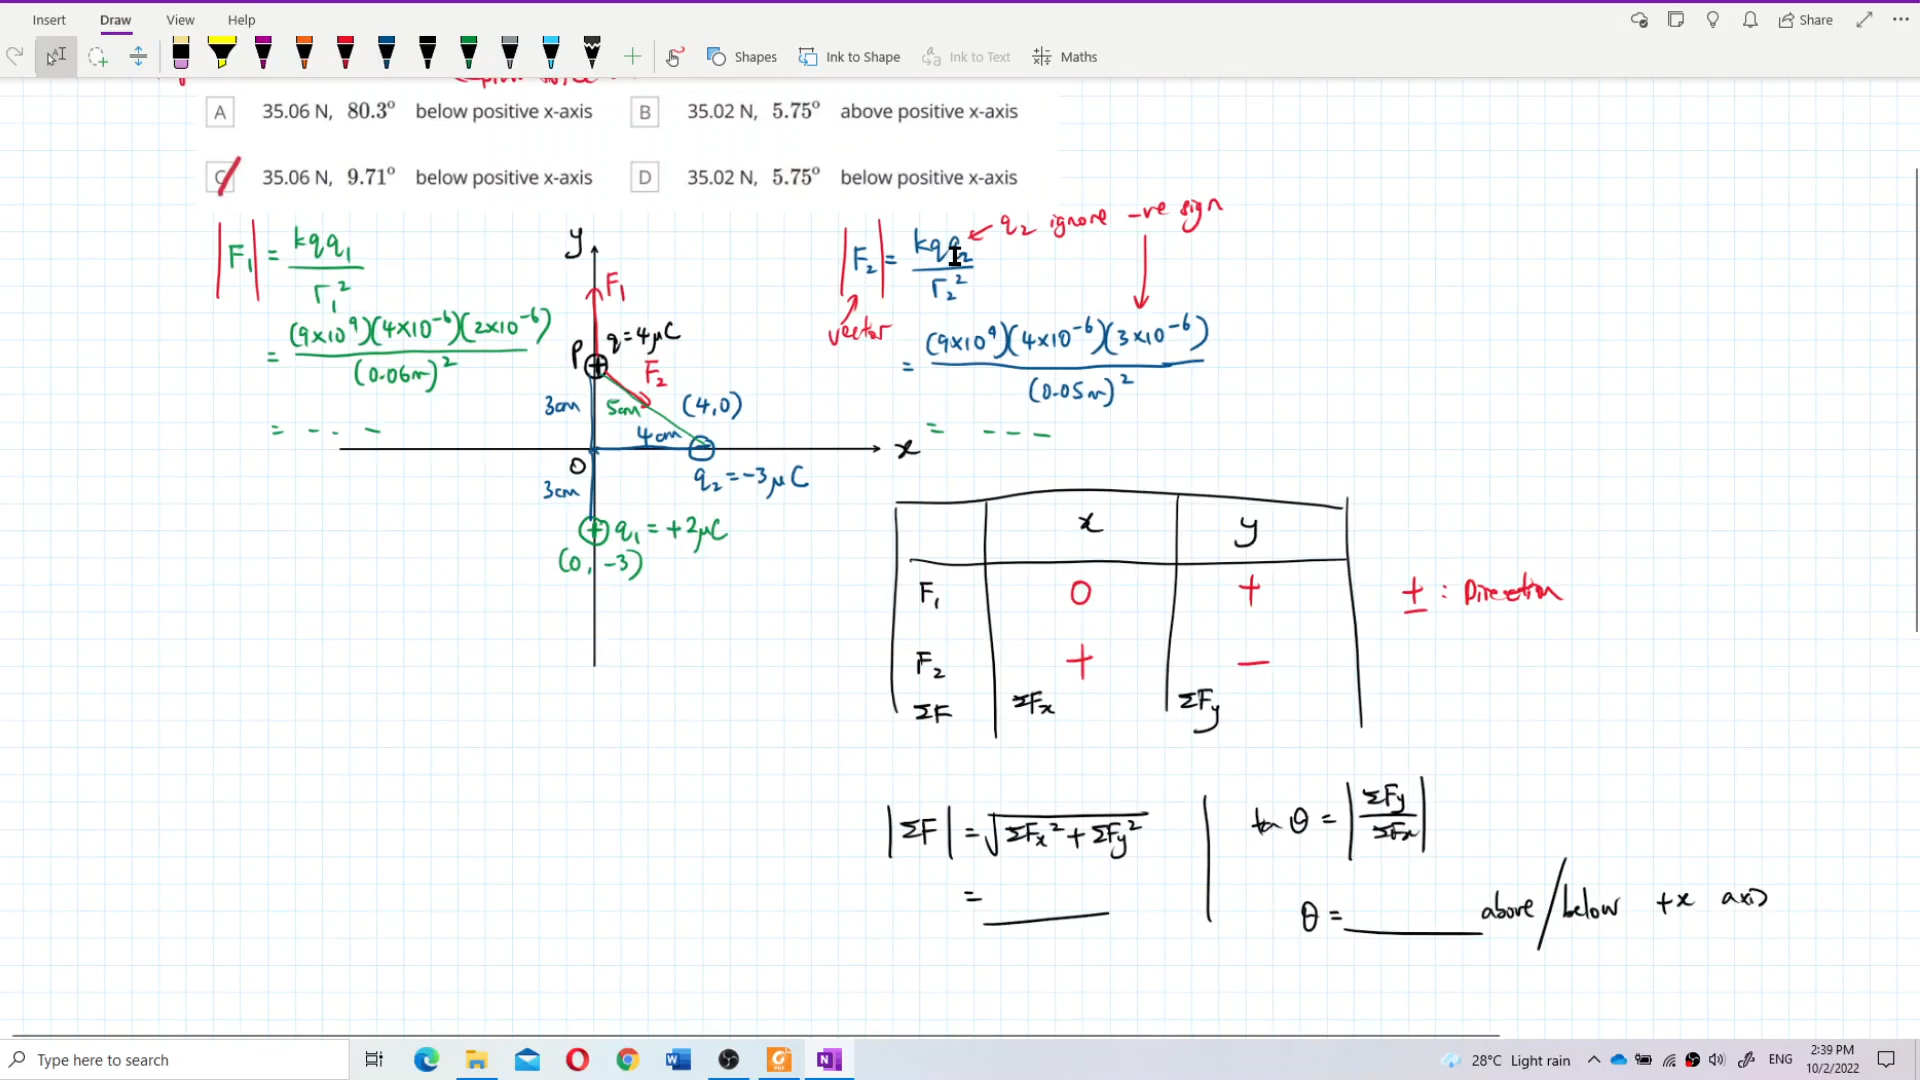 Insert Draw View Help
Share
Shapes Ink to Shape Ink to Text Maths
A 35.06 N, 80.3° below positive x-axis
B 35.02 N, 5.75° above positive x-axis
C 35.06 N, 9.71° below positive x-axis
D 35.02 N, 5.75° below positive x-axis
|F₁| = kqq₁ / r₁²
= (9×10⁹)(4×10⁻⁶)(2×10⁻⁶) / (0.06m)²
= - - -
y
F₁
P q=4μC
F₂
3cm 5cm (4,0)
4cm
x
O
3cm q₂=-3μC
q₁ = +2μC
(0, -3)
|F₂| = kqq₂ / r₂²
q₂ ignore -ve sign
vector
= (9×10⁹)(4×10⁻⁶)(3×10⁻⁶) / (0.05m)²
= - - -
x y
F₁ 0 +
F₂ + −
ΣF ΣFx ΣFy
± : Direction
|ΣF| = √ΣFx² + ΣFy²
=
tan θ = |ΣFy / ΣFx|
θ = above/below +x axis
Type here to search
28°C Light rain
ENG
2:39 PM
10/2/2022